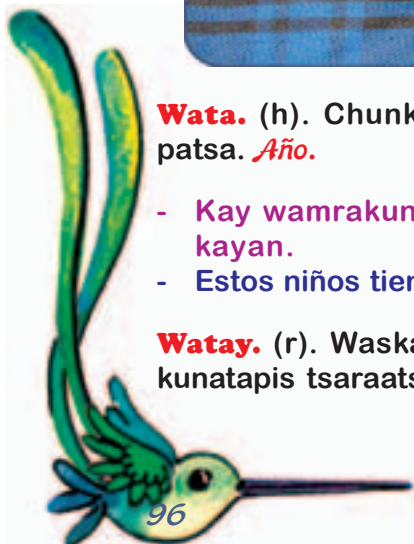 Wata. (h). Chunk
patsa. Año.
- Kay wamrakun
kayan.
- Estos niños tien
Watay. (r). Waska
kunatapis tsaraats
96